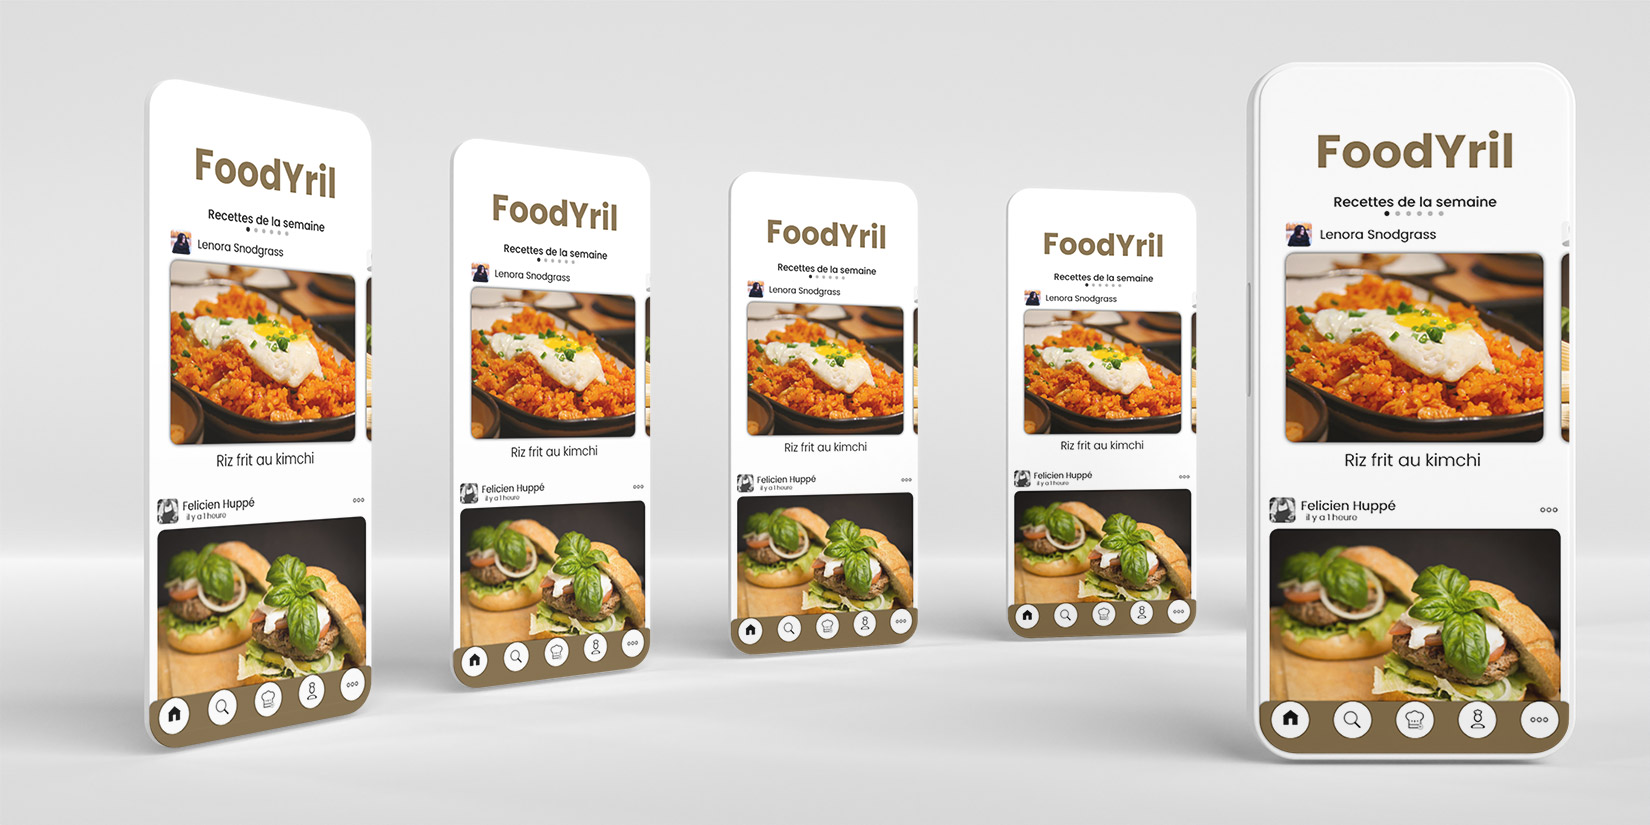 FoodYril
Recettes de la semaine
Lenora Snodgrass
Riz frit au kimchi
Felicien Huppé
il y a 1 heure
FoodYril
Recettes de la semaine
Lenora Snodgrass
Riz frit au kimchi
Felicien Huppé
il y a 1 heure
FoodYril
Recettes de la semaine
Lenora Snodgrass
Riz frit au kimchi
Felicien Huppé
il y a 1 heure
FoodYril
Recettes de la semaine
Lenora Snodgrass
Riz frit au kimchi
Felicien Huppé
il y a 1 heure
FoodYril
Recettes de la semaine
Lenora Snodgrass
Riz frit au kimchi
Felicien Huppé
il y a 1 heure